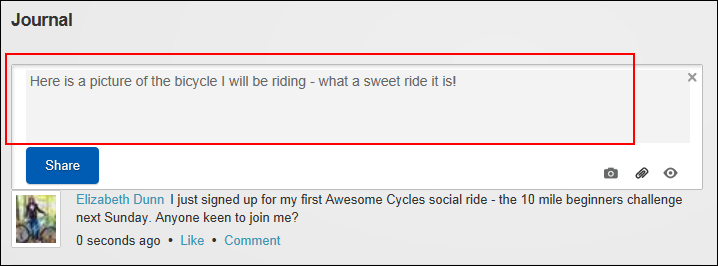 Journal
Here is a picture of the bicycle I will be riding - what a sweet ride it is!
Share
Elizabeth Dunn I just signed up for my first Awesome Cycles social ride - the 10 mile beginners challenge
next Sunday. Anyone keen to join me?
0 seconds ago • Like • Comment